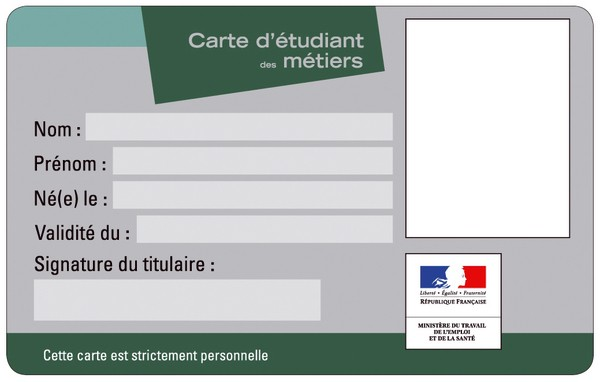 Carte d'étudiant
des métiers
Nom :
Prénom :
Né(e) le :
Validité du :
Signature du titulaire :
Liberté • Égalité • Fraternité
RÉPUBLIQUE FRANÇAISE
MINISTÈRE DU TRAVAIL
DE L'EMPLOI
ET DE LA SANTÉ
Cette carte est strictement personnelle